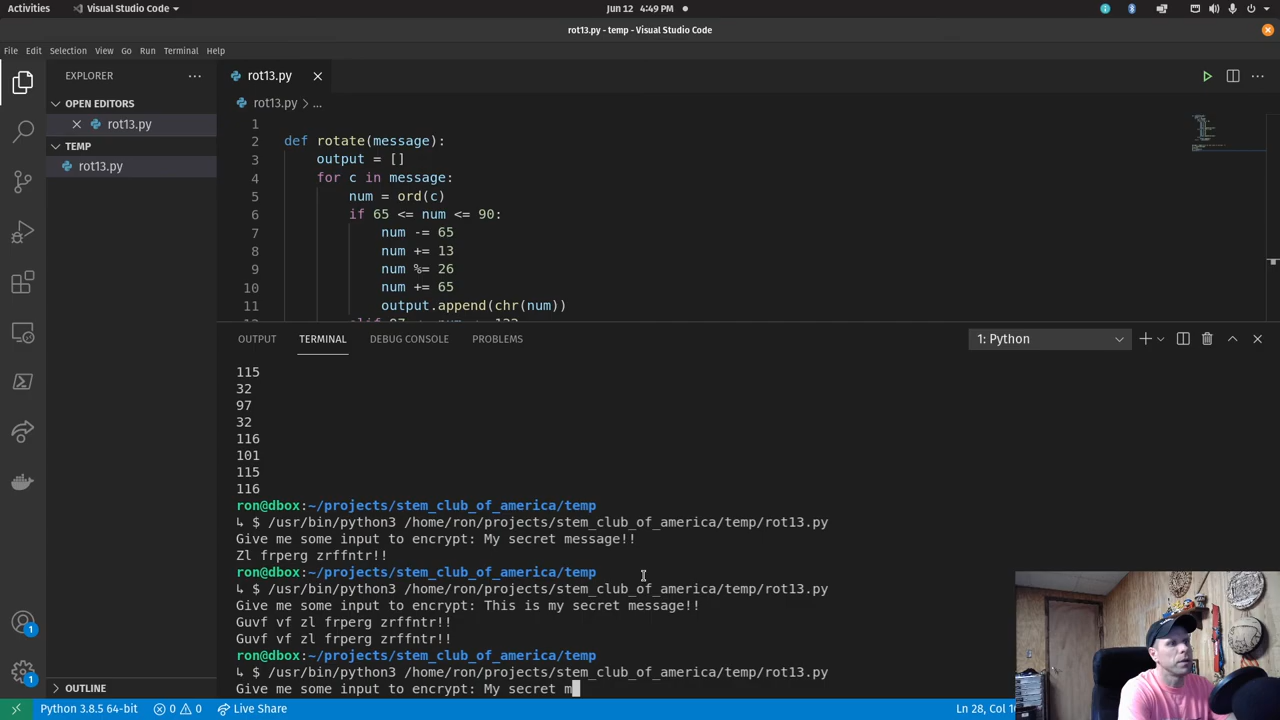 Activities
Visual Studio Code
Jun 12 4:49 PM
rot13.py - temp - Visual Studio Code
File Edit Selection View Go Run Terminal Help
EXPLORER
OPEN EDITORS
rot13.py
TEMP
rot13.py
OUTLINE
rot13.py
rot13.py > ...
1
2 def rotate(message):
3 output = []
4 for c in message:
5 num = ord(c)
6 if 65 <= num <= 90:
7 num -= 65
8 num += 13
9 num %= 26
10 num += 65
11 output.append(chr(num))
OUTPUT TERMINAL DEBUG CONSOLE PROBLEMS
1: Python
115
32
97
32
116
101
115
116
ron@dbox:~/projects/stem_club_of_america/temp
↳ $ /usr/bin/python3 /home/ron/projects/stem_club_of_america/temp/rot13.py
Give me some input to encrypt: My secret message!!
Zl frperg zrffntr!!
ron@dbox:~/projects/stem_club_of_america/temp
↳ $ /usr/bin/python3 /home/ron/projects/stem_club_of_america/temp/rot13.py
Give me some input to encrypt: This is my secret message!!
Guvf vf zl frperg zrffntr!!
Guvf vf zl frperg zrffntr!!
ron@dbox:~/projects/stem_club_of_america/temp
↳ $ /usr/bin/python3 /home/ron/projects/stem_club_of_america/temp/rot13.py
Give me some input to encrypt: My secret m
1
1
Python 3.8.5 64-bit 0 0 Live Share Ln 28, Col